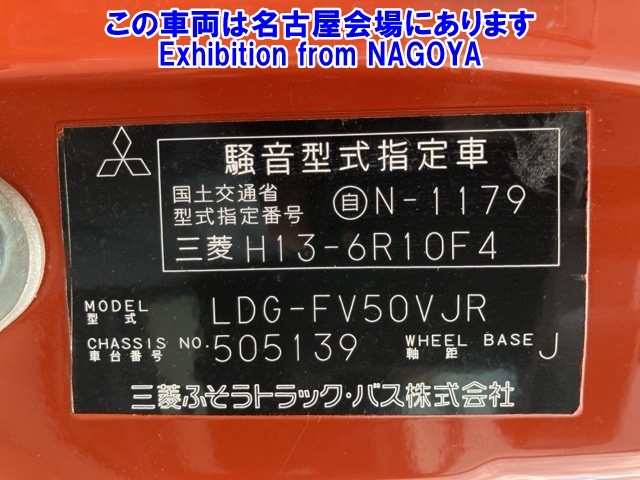 この車両は名古屋会場にあります
Exhibition from NAGOYA
騒音型式指定車
国土交通省
型式指定番号 自N-1179
三菱 H13-6R10F4
MODEL
型式 LDG-FV50VJR
CHASSIS NO.
車台番号 505139 WHEEL BASE
軸距 J
三菱ふそうトラック・バス株式会社